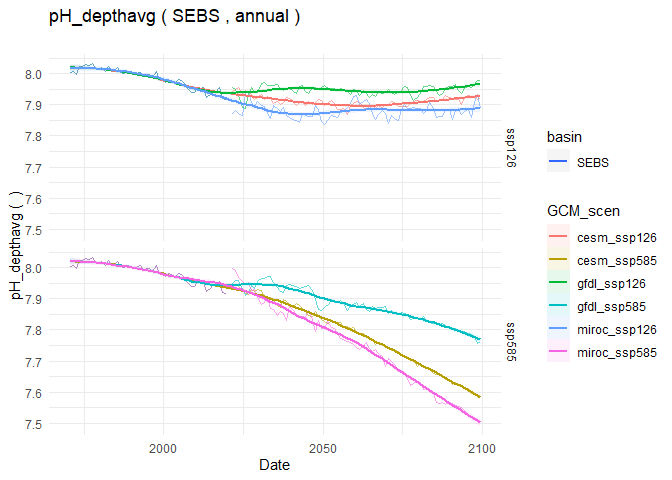 pH_depthavg ( SEBS , annual )
pH_depthavg ( )
8.0
7.9
7.8
7.7
7.6
7.5
ssp126
8.0
7.9
7.8
7.7
7.6
7.5
ssp585
2000
2050
2100
Date
basin
SEBS
GCM_scen
cesm_ssp126
cesm_ssp585
gfdl_ssp126
gfdl_ssp585
miroc_ssp126
miroc_ssp585